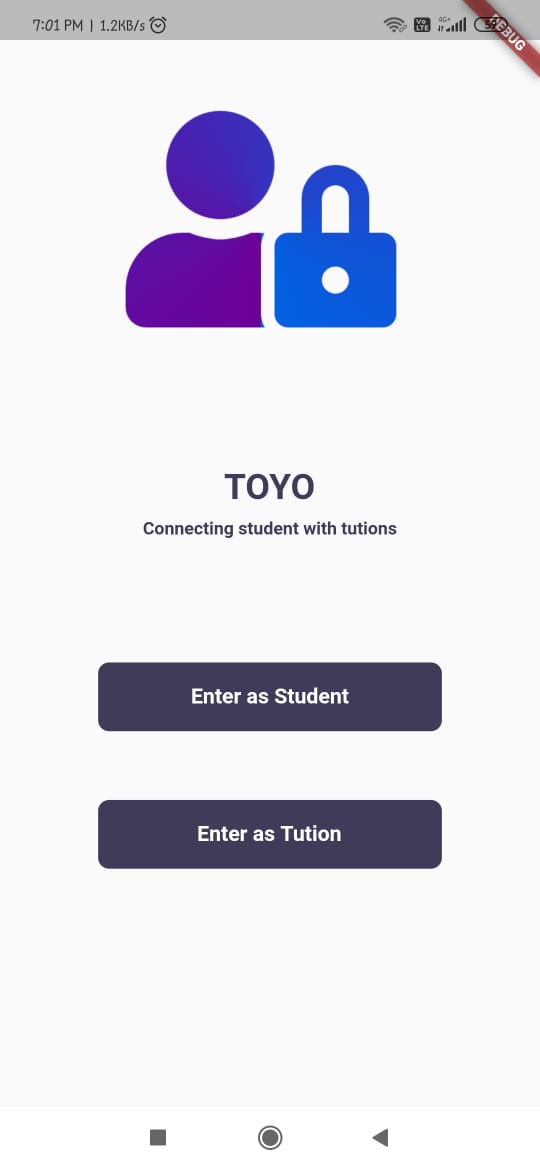 7:01 PM | 1.2KB/s
Vo
LTE
4G+
DEBUG
TOYO
Connecting student with tutions
Enter as Student
Enter as Tution